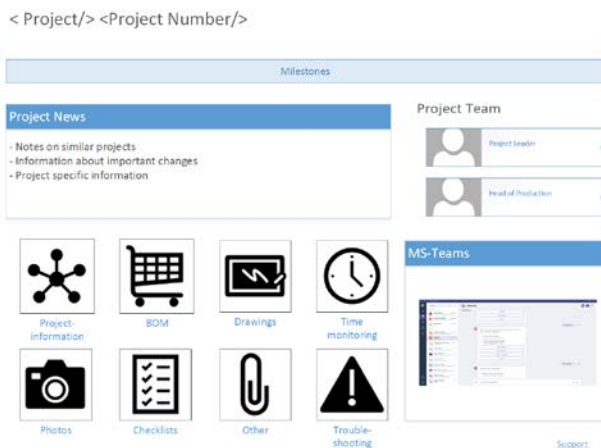 < Project/> <Project Number/>
Milestones
Project News
- Notes on similar projects
- Information about important changes
- Project specific information
Project Team
Project Leader
Head of Production
Project-
information
BOM
Drawings
Time
monitoring
Photos
Checklists
Other
Trouble-
shooting
MS-Teams
Support